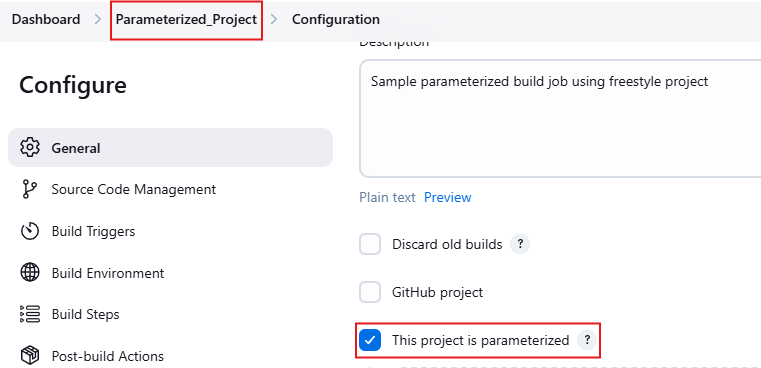 Dashboard > Parameterized_Project > Configuration
Configure
General
Source Code Management
Build Triggers
Build Environment
Build Steps
Post-build Actions
Description
Sample parameterized build job using freestyle project
Plain text Preview
Discard old builds ?
GitHub project
This project is parameterized ?